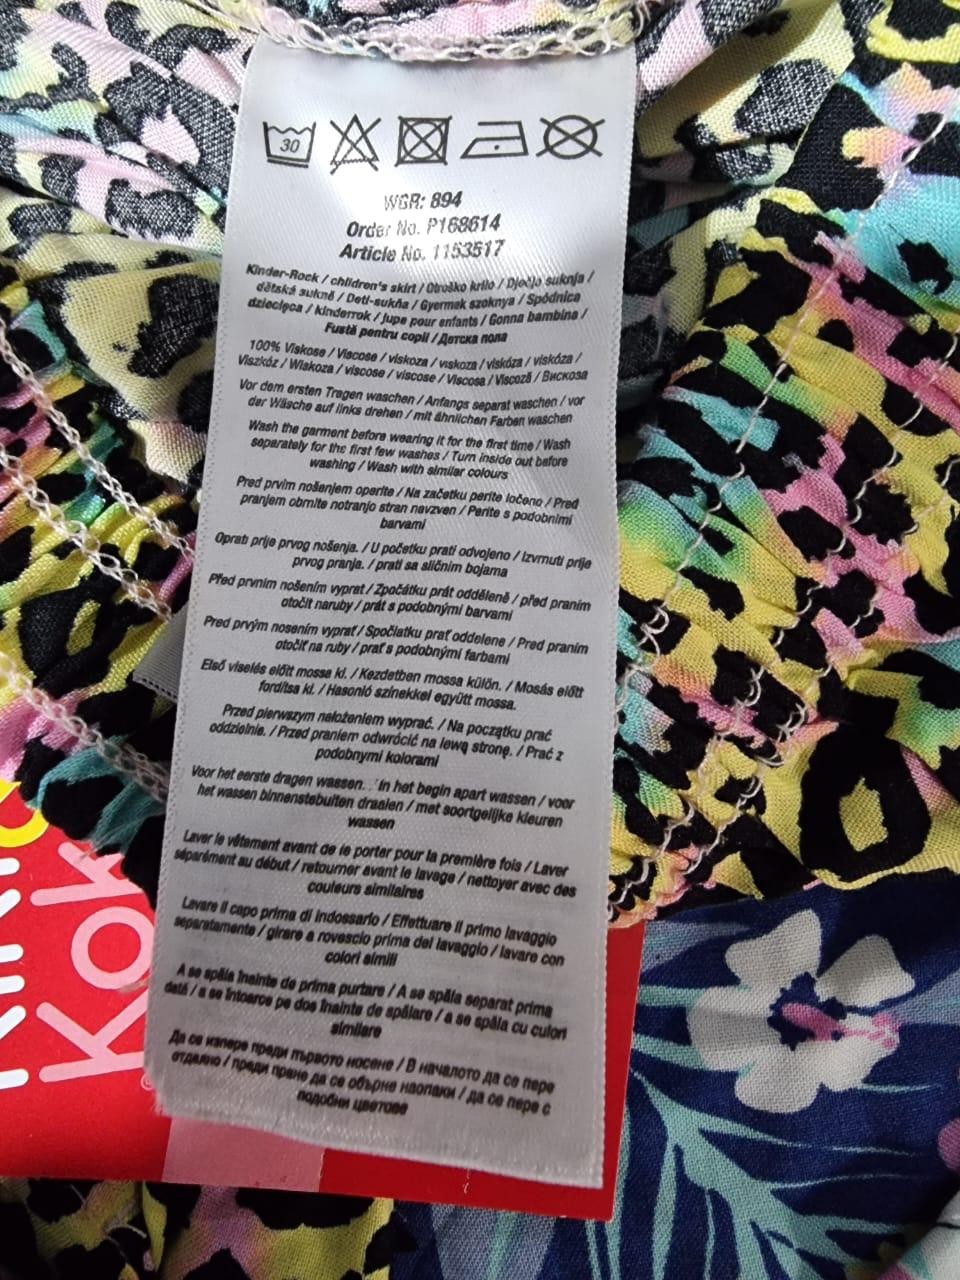 30
WGR: 894
Order No. P168614
Article No. 1153517
Kinder-Rock / children's skirt / Otroško krilo / Dječja suknja /
dětská sukně / Deti-sukňa / Gyermek szoknya / Spódnica
dziecięca / Kinderrok / jupe pour enfants / Gonna bambina /
Fustă pentru copii / Детска пола
100% Viskose / Viscose / viskoza / viskoza / viskóza / viskóza /
Viszkóz / Wiskoza / viscose / viscose / Viscosa / Viscoză / Вискоза
Vor dem ersten Tragen waschen / Anfangs separat waschen / vor
der Wäsche auf links drehen / mit ähnlichen Farben waschen
Wash the garment before wearing it for the first time / Wash
separately for the first few washes / Turn inside out before
washing / Wash with similar colours
Pred prvim nošenjem operite / Na začetku perite ločeno / Pred
pranjem obrnite notranjo stran navzven / Perite s podobnimi
barvami
Oprati prije prvog nošenja. / U početku prati odvojeno / Izvrnuti prije
prvog pranja. / prati sa sličnim bojama
Před prvním nošením vyprat / Zpočátku prát odděleně / před praním
otočit naruby / prát s podobnými barvami
Pred prvým nosením vyprať / Spočiatku prať oddelene / Pred praním
otočiť na ruby / prať s podobnými farbami
Első viselés előtt mossa ki. / Kezdetben mossa külön. / Mosás előtt
fordítsa ki. / Hasonló színekkel együtt mossa.
Przed pierwszym nałożeniem wyprać. / Na początku prać
oddzielnie. / Przed praniem odwrócić na lewą stronę. / Prać z
podobnymi kolorami
Voor het eerste dragen wassen. / in het begin apart wassen / voor
het wassen binnenstebuiten draaien / met soortgelijke kleuren
wassen
Laver le vêtement avant de le porter pour la première fois / Laver
séparément au début / retourner avant le lavage / nettoyer avec des
couleurs similaires
Lavare il capo prima di indossarlo / Effettuare il primo lavaggio
separatamente / girare a rovescio prima del lavaggio / lavare con
colori simili
A se spăla înainte de prima purtare / A se spăla separat prima
dată / a se întoarce pe dos înainte de spălare / a se spăla cu culori
similare
Да се изпере преди първото носене / В началото да се пере
отделно / преди пране да се обърне наопаки / да се пере с
подобни цветове
Kok